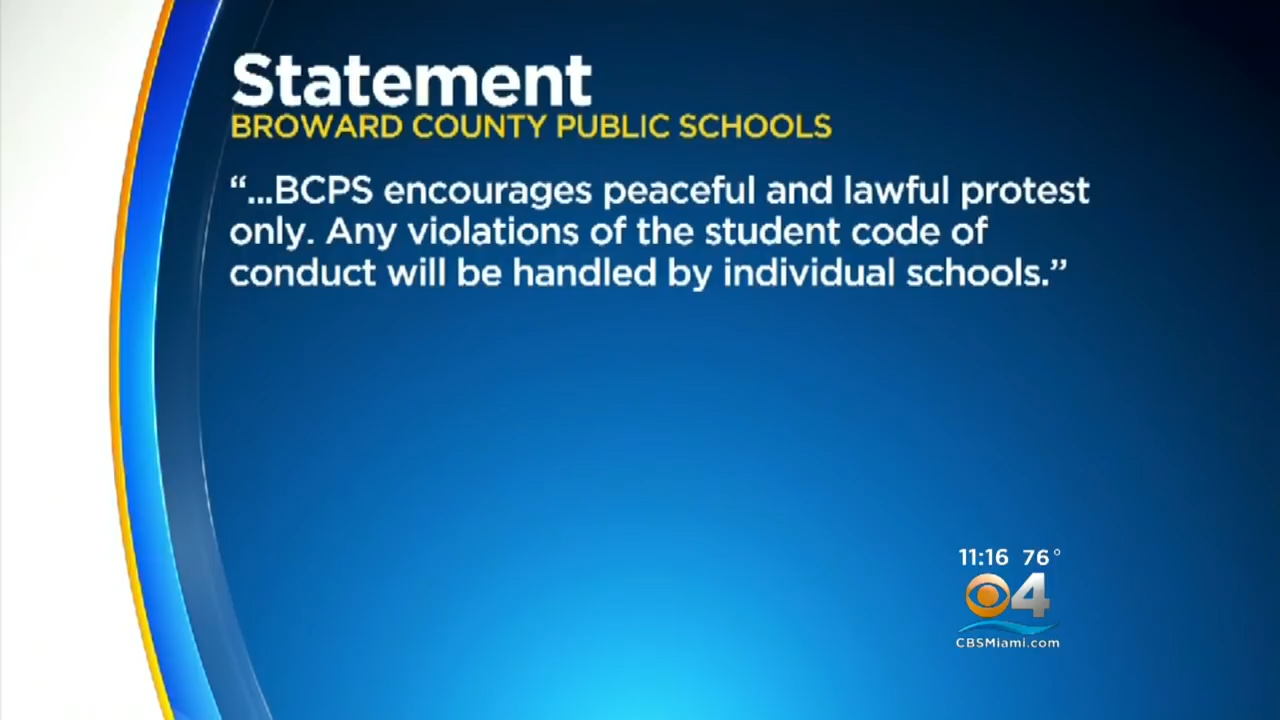 Statement
BROWARD COUNTY PUBLIC SCHOOLS
“...BCPS encourages peaceful and lawful protest
only. Any violations of the student code of
conduct will be handled by individual schools.”
11:16 76°
4
CBSMiami.com